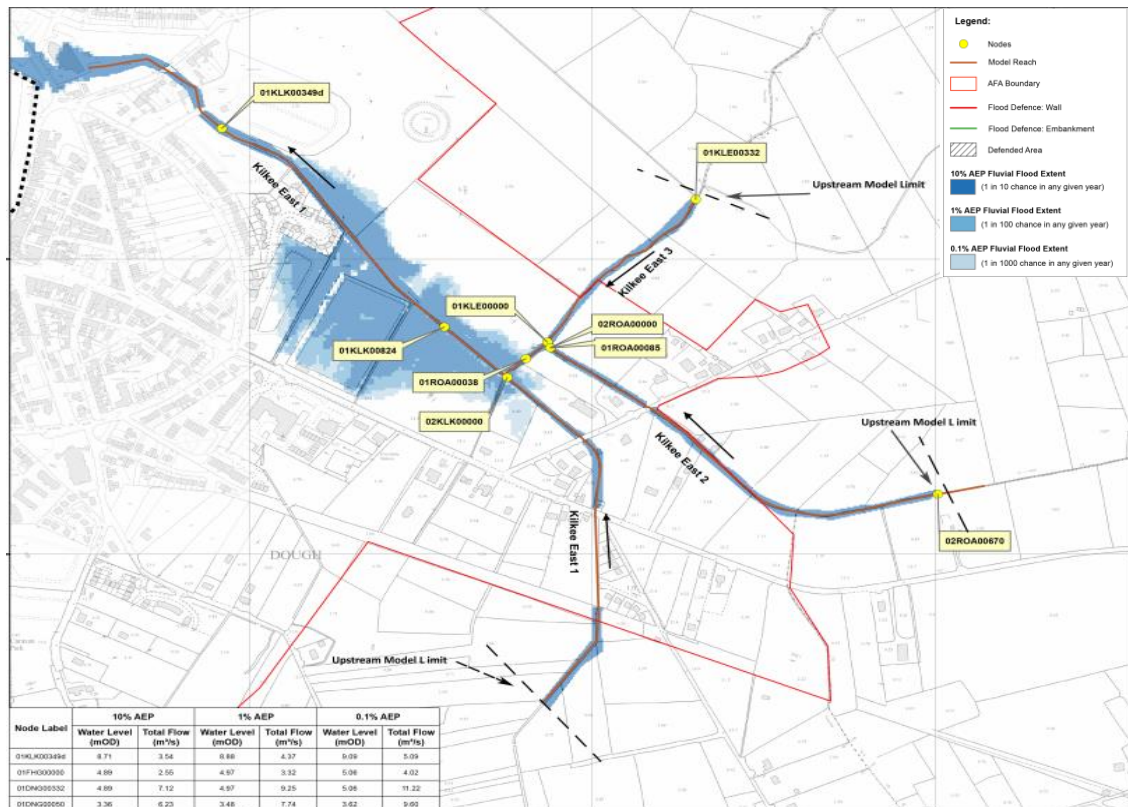 Legend:
Nodes
Model Reach
AFA Boundary
Flood Defence: Wall
Flood Defence: Embankment
Defended Area
10% AEP Fluvial Flood Extent
(1 in 10 chance in any given year)
1% AEP Fluvial Flood Extent
(1 in 100 chance in any given year)
0.1% AEP Fluvial Flood Extent
(1 in 1000 chance in any given year)
01KLK00349d
01KLE00332
Upstream Model Limit
Kilkee East 1
Kilkee East 3
01KLE00000
02ROA00000
01ROA00085
01KLK00824
01ROA00038
02KLK00000
Upstream Model L imit
Kilkee East 2
02ROA00670
Kilkee East 1
DOUGH
Upstream Model L imit
Node Label 10% AEP 1% AEP 0.1% AEP
Water Level (mOD) Total Flow (m³/s) Water Level (mOD) Total Flow (m³/s) Water Level (mOD) Total Flow (m³/s)
01KLK00349d 8.71 3.54 8.88 4.37 9.09 5.09
01FHG00000 4.89 2.55 4.97 3.32 5.06 4.02
01DNG00332 4.89 7.12 4.97 9.25 5.06 11.22
01DNG00050 3.36 6.23 3.48 7.74 3.62 9.60